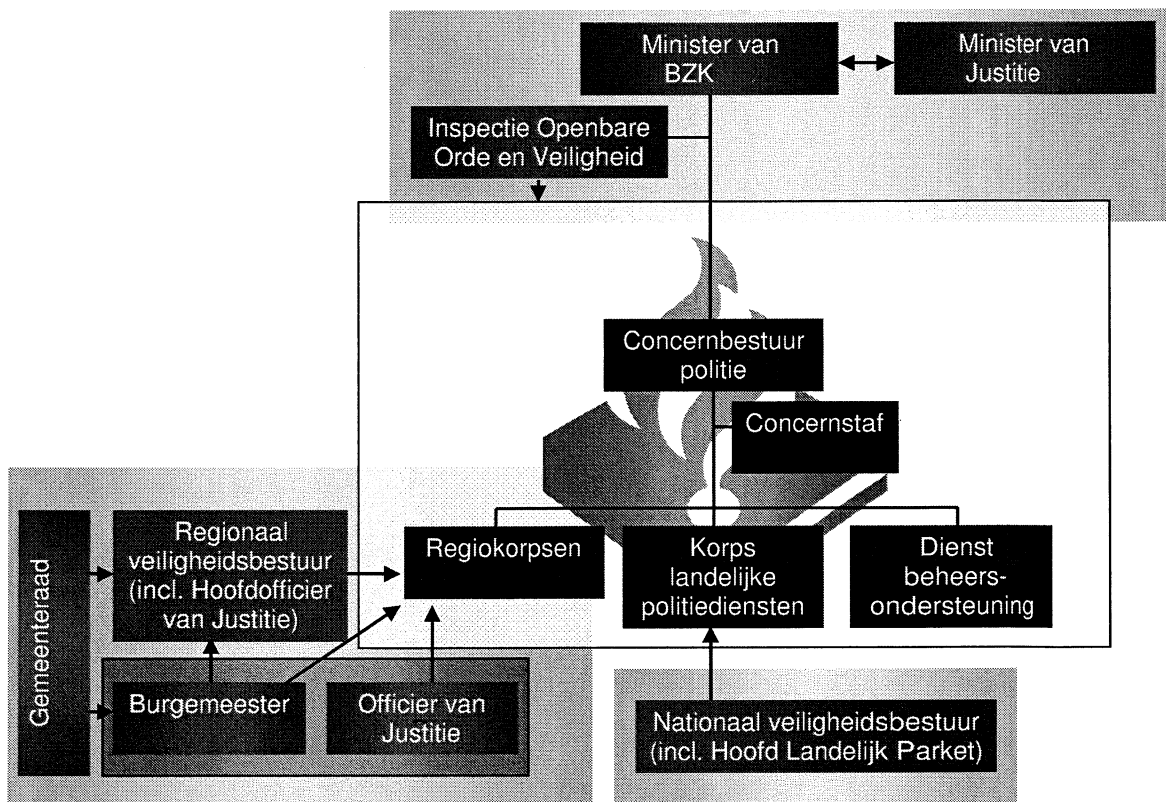 Minister van
BZK
Minister van
Justitie
Inspectie Openbare
Orde en Veiligheid
Concernbestuur
politie
Concernstaf
Gemeenteraad
Regionaal
veiligheidsbestuur
(incl. Hoofdofficier
van Justitie)
Regiokorpsen
Korps
landelijke
politiediensten
Dienst
beheers-
ondersteuning
Burgemeester
Officier van
Justitie
Nationaal veiligheidsbestuur
(incl. Hoofd Landelijk Parket)